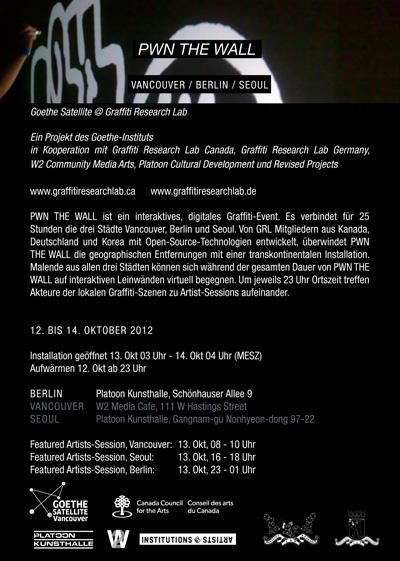 PWN THE WALL
VANCOUVER / BERLIN / SEOUL
Goethe Satellite @ Graffiti Research Lab
Ein Projekt des Goethe-Instituts
in Kooperation mit Graffiti Research Lab Canada, Graffiti Research Lab Germany,
W2 Community Media Arts, Platoon Cultural Development und Revised Projects
www.graffitiresearchlab.ca www.graffitiresearchlab.de
PWN THE WALL ist ein interaktives, digitales Graffiti-Event. Es verbindet für 25
Stunden die drei Städte Vancouver, Berlin und Seoul. Von GRL Mitgliedern aus Kanada,
Deutschland und Korea mit Open-Source-Technologien entwickelt, überwindet PWN
THE WALL die geographischen Entfernungen mit einer transkontinentalen Installation.
Malende aus allen drei Städten können sich während der gesamten Dauer von PWN THE
WALL auf interaktiven Leinwänden virtuell begegnen. Um jeweils 23 Uhr Ortszeit treffen
Akteure der lokalen Graffiti-Szenen zu Artist-Sessions aufeinander.
12. BIS 14. OKTOBER 2012
Installation geöffnet 13. Okt 03 Uhr - 14. Okt 04 Uhr (MESZ)
Aufwärmen 12. Okt ab 23 Uhr
BERLIN Platoon Kunsthalle, Schönhauser Allee 9
VANCOUVER W2 Media Cafe, 111 W Hastings Street
SEOUL Platoon Kunsthalle, Gangnam-gu Nonhyeon-dong 97-22
Featured Artists-Session, Vancouver: 13. Okt, 08 - 10 Uhr
Featured Artists-Session, Seoul: 13. Okt, 16 - 18 Uhr
Featured Artists-Session, Berlin: 13. Okt, 23 - 01 Uhr
GOETHE
SATELLITE
Vancouver
Canada Council
for the Arts
Conseil des arts
du Canada
PLATOON
KUNSTHALLE
W2
INSTITUTIONS BY ARTISTS